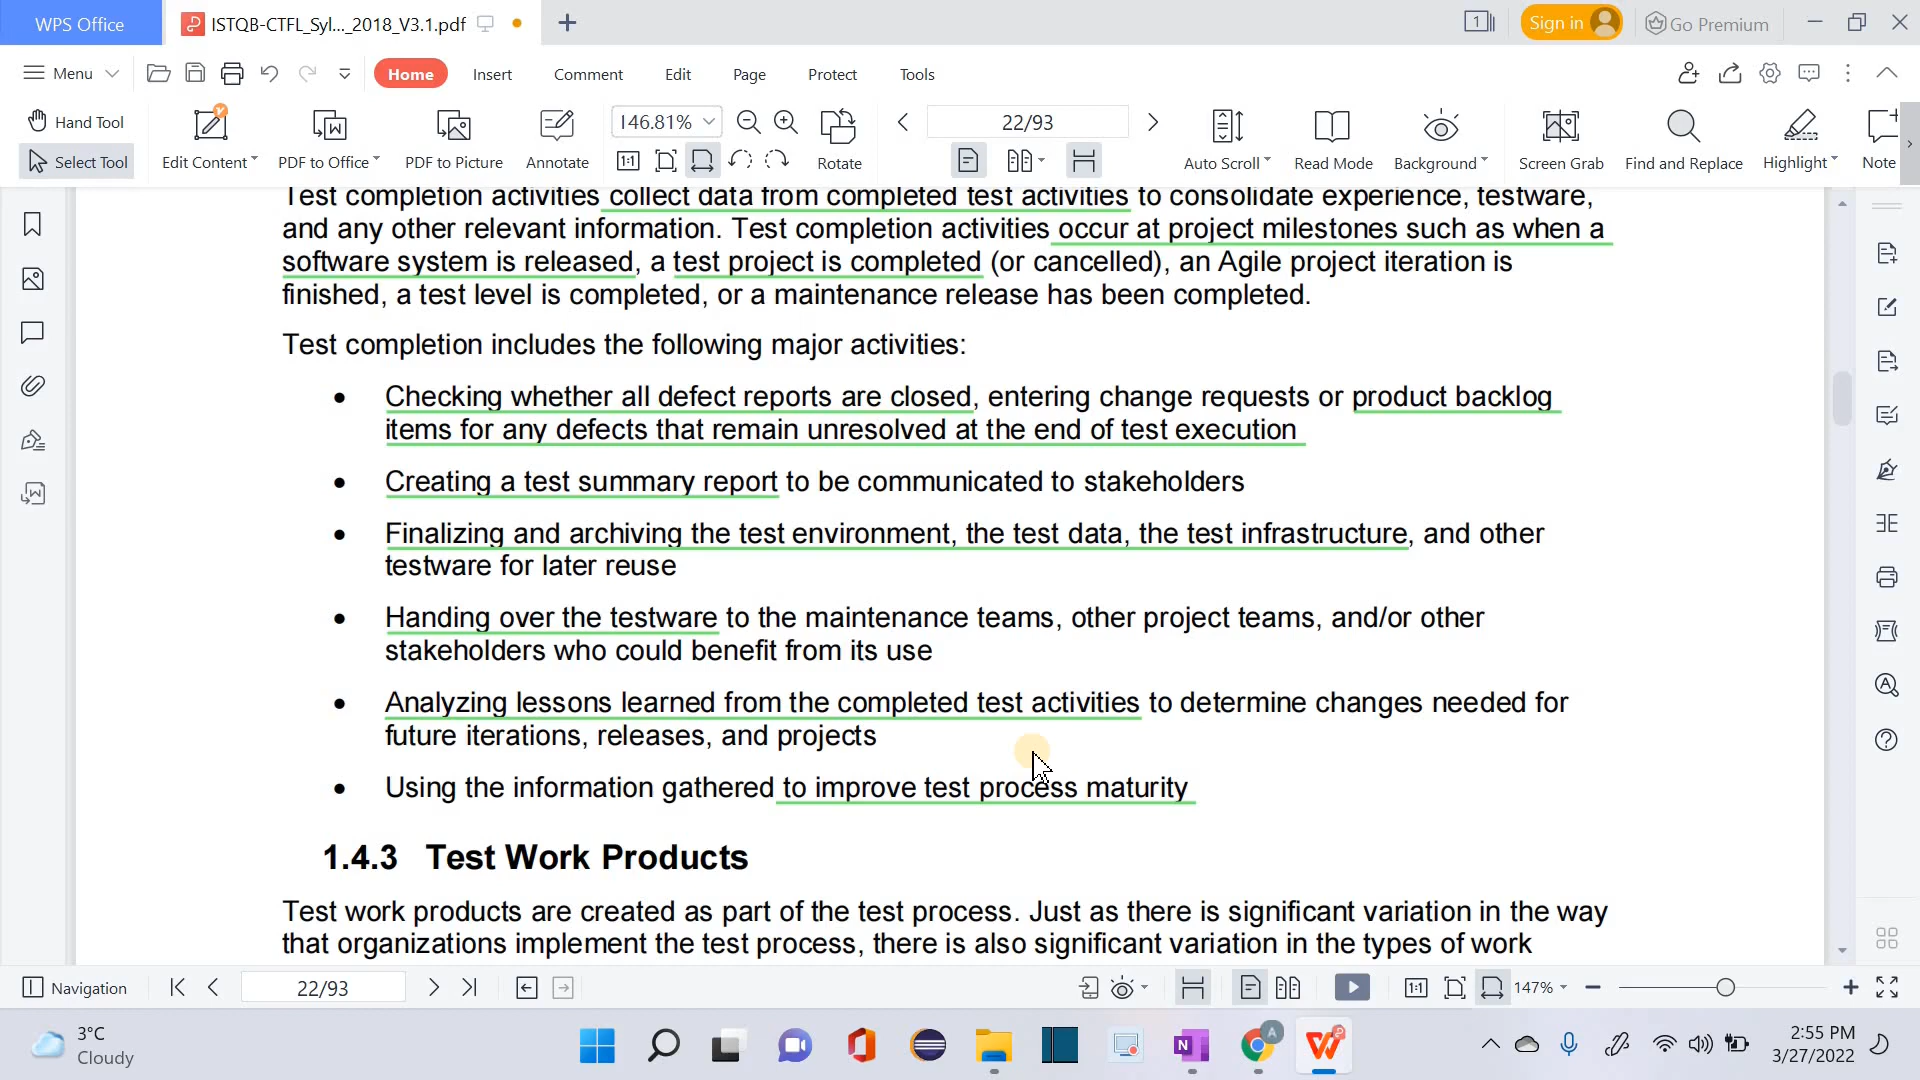 WPS Office
ISTQB-CTFL_Syl..._2018_V3.1.pdf
1
Sign in
Go Premium
Menu
Home
Insert
Comment
Edit
Page
Protect
Tools
Hand Tool
Select Tool
Edit Content
PDF to Office
PDF to Picture
Annotate
146.81%
1:1
Rotate
22/93
Auto Scroll
Read Mode
Background
Screen Grab
Find and Replace
Highlight
Note
Test completion activities collect data from completed test activities to consolidate experience, testware,
and any other relevant information. Test completion activities occur at project milestones such as when a
software system is released, a test project is completed (or cancelled), an Agile project iteration is
finished, a test level is completed, or a maintenance release has been completed.
Test completion includes the following major activities:
• Checking whether all defect reports are closed, entering change requests or product backlog
items for any defects that remain unresolved at the end of test execution
• Creating a test summary report to be communicated to stakeholders
• Finalizing and archiving the test environment, the test data, the test infrastructure, and other
testware for later reuse
• Handing over the testware to the maintenance teams, other project teams, and/or other
stakeholders who could benefit from its use
• Analyzing lessons learned from the completed test activities to determine changes needed for
future iterations, releases, and projects
• Using the information gathered to improve test process maturity
1.4.3 Test Work Products
Test work products are created as part of the test process. Just as there is significant variation in the way
that organizations implement the test process, there is also significant variation in the types of work
Navigation
22/93
1:1
147%
3°C
Cloudy
N
A
2:55 PM
3/27/2022